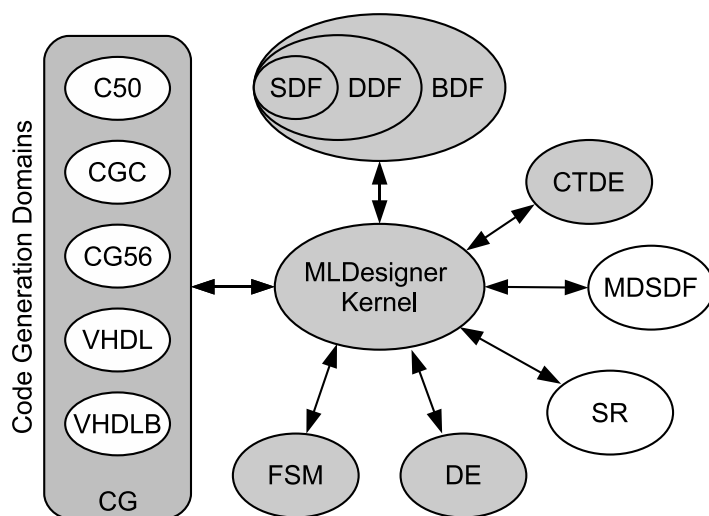 Code Generation Domains
C50
CGC
CG56
VHDL
VHDLB
CG
SDF DDF BDF
CTDE
MLDesigner
Kernel
MDSDF
SR
FSM
DE